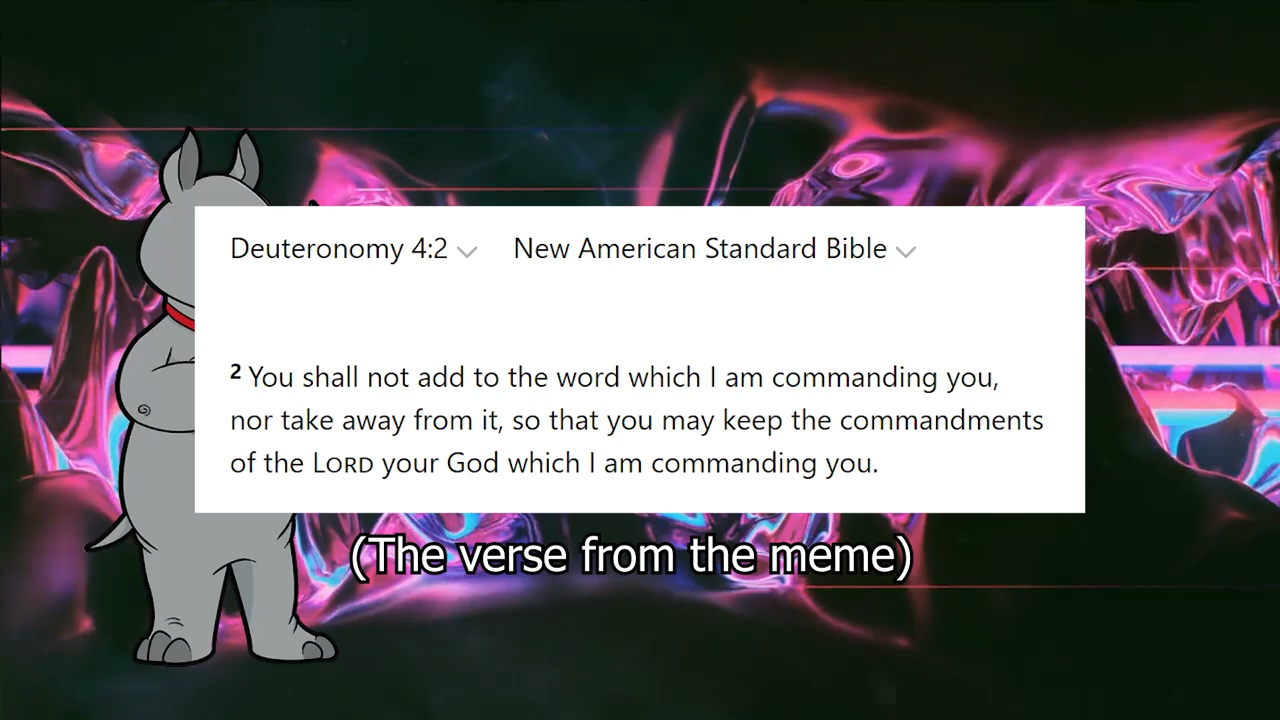 Deuteronomy 4:2 New American Standard Bible
2 You shall not add to the word which I am commanding you,
nor take away from it, so that you may keep the commandments
of the LORD your God which I am commanding you.
(The verse from the meme)